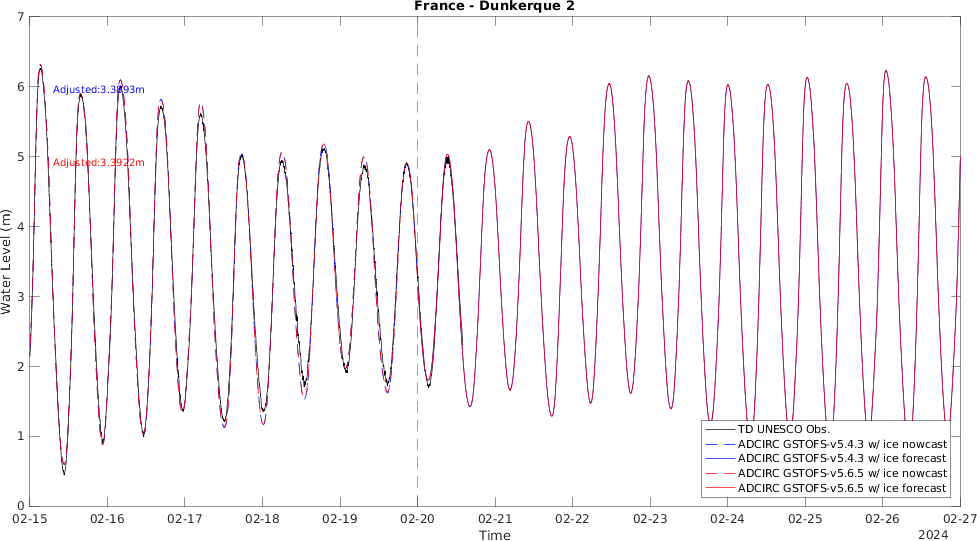 France - Dunkerque 2
7
6
5
4
3
2
1
0
Water Level (m)
Adjusted:3.3893m
Adjusted:3.3922m
TD UNESCO Obs.
ADCIRC GSTOFS-v5.4.3 w/ ice nowcast
ADCIRC GSTOFS-v5.4.3 w/ ice forecast
ADCIRC GSTOFS-v5.6.5 w/ ice nowcast
ADCIRC GSTOFS-v5.6.5 w/ ice forecast
02-15 02-16 02-17 02-18 02-19 02-20 02-21 02-22 02-23 02-24 02-25 02-26 02-27
Time
2024